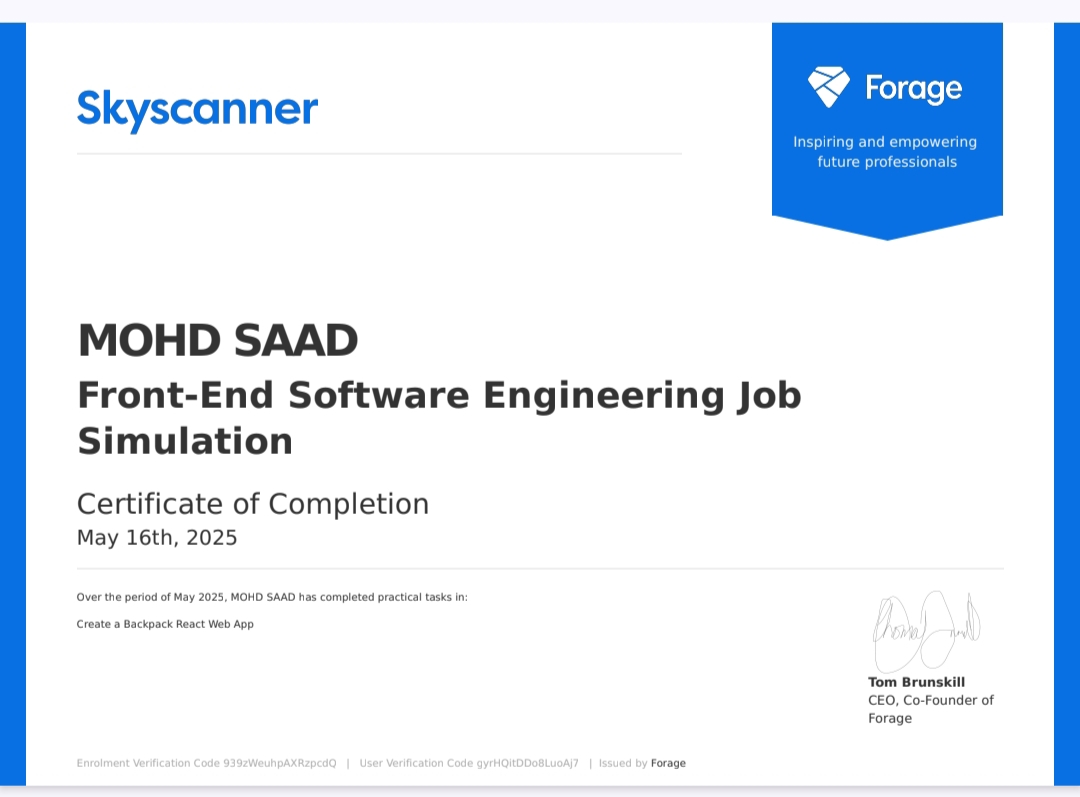 Skyscanner
Forage
Inspiring and empowering
future professionals
MOHD SAAD
Front-End Software Engineering Job
Simulation
Certificate of Completion
May 16th, 2025
Over the period of May 2025, MOHD SAAD has completed practical tasks in:
Create a Backpack React Web App
Tom Brunskill
CEO, Co-Founder of
Forage
Enrolment Verification Code 939zWeuhpAXRzpcdQ | User Verification Code gyrHQitDDo8LuoAj7 | Issued by Forage